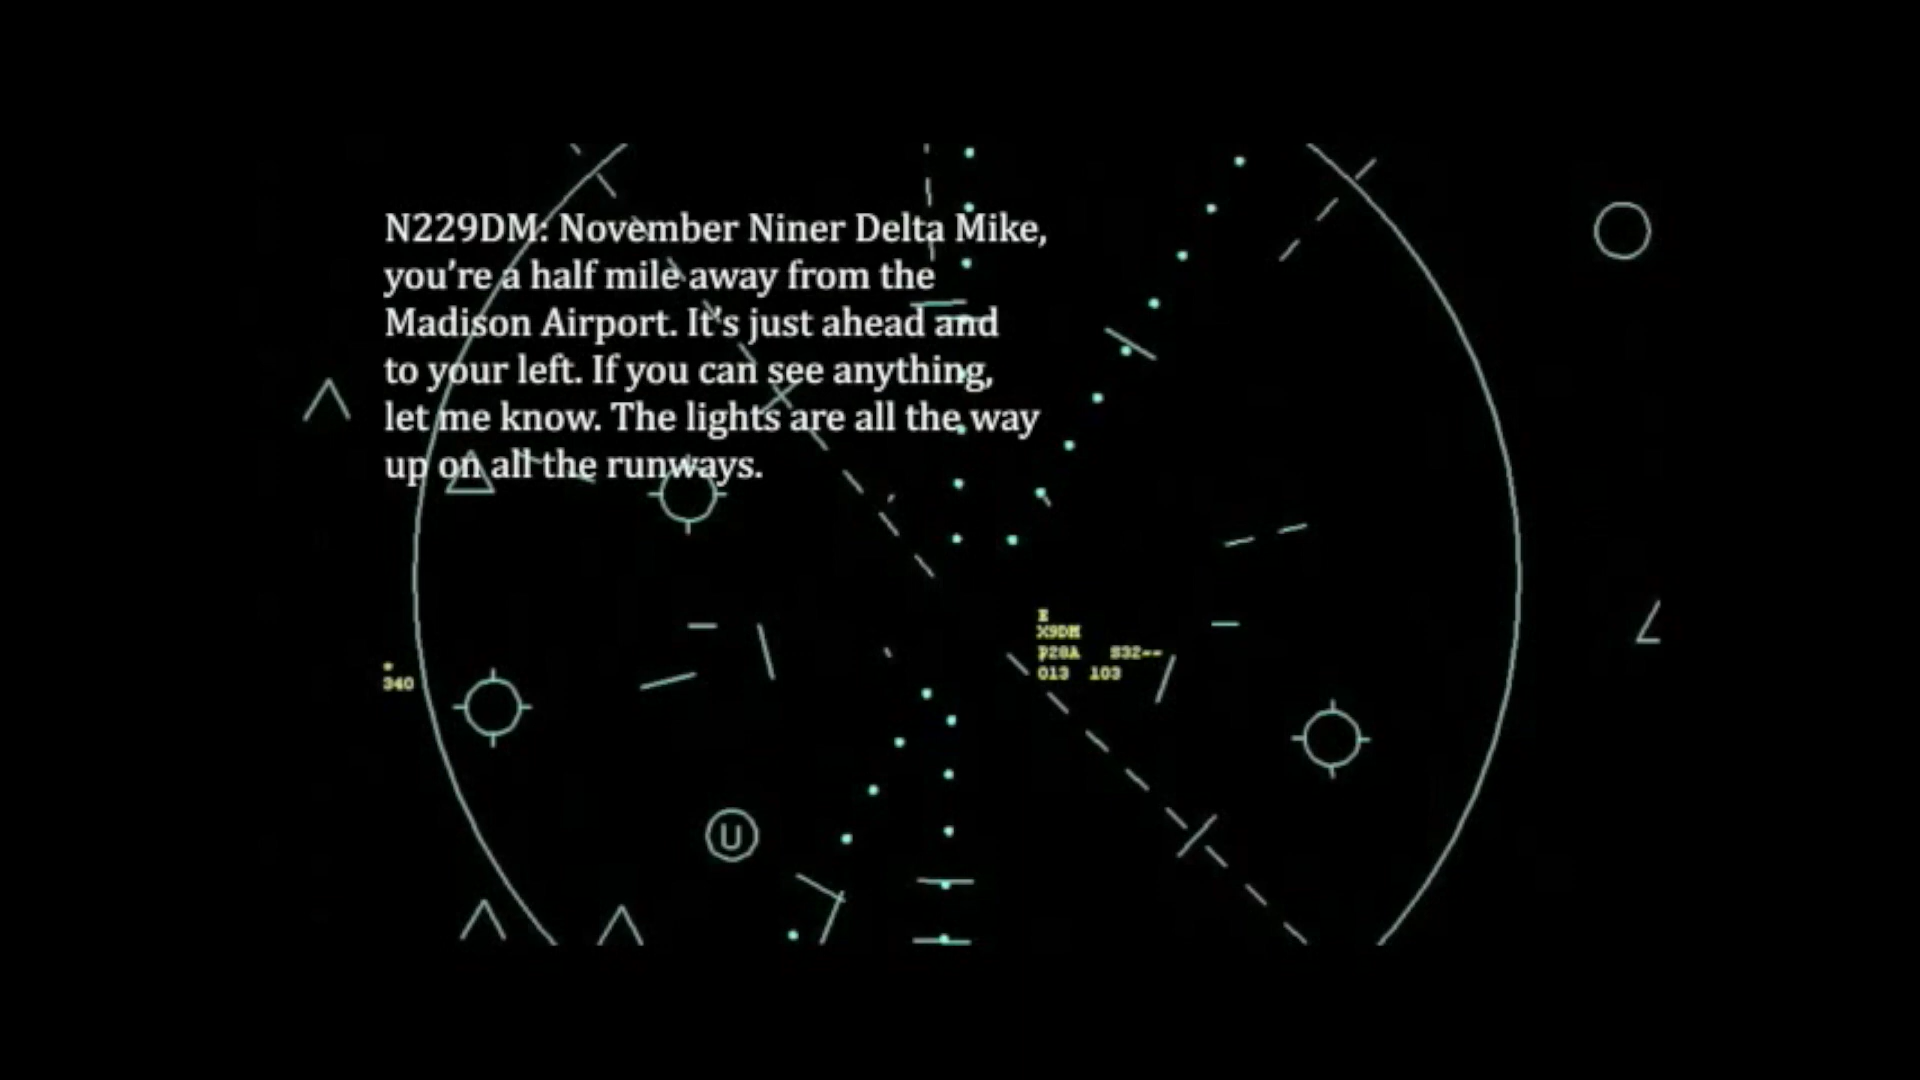 N229DM: November Niner Delta Mike,
you're a half mile away from the
Madison Airport. It's just ahead and
to your left. If you can see anything,
let me know. The lights are all the way
up on all the runways.
E
X9DM
P28A S32--
013 103
*
340
U